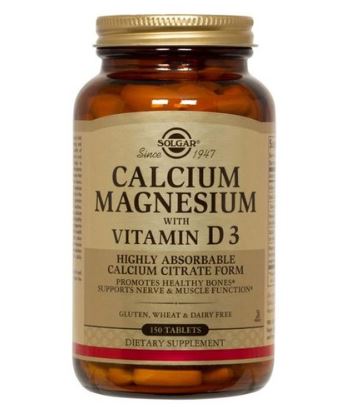 SOLGAR®
Since 1947
CALCIUM
MAGNESIUM
WITH
VITAMIN D3
HIGHLY ABSORBABLE
CALCIUM CITRATE FORM
PROMOTES HEALTHY BONES*
SUPPORTS NERVE & MUSCLE FUNCTION*
GLUTEN, WHEAT & DAIRY FREE
150 TABLETS
DIETARY SUPPLEMENT